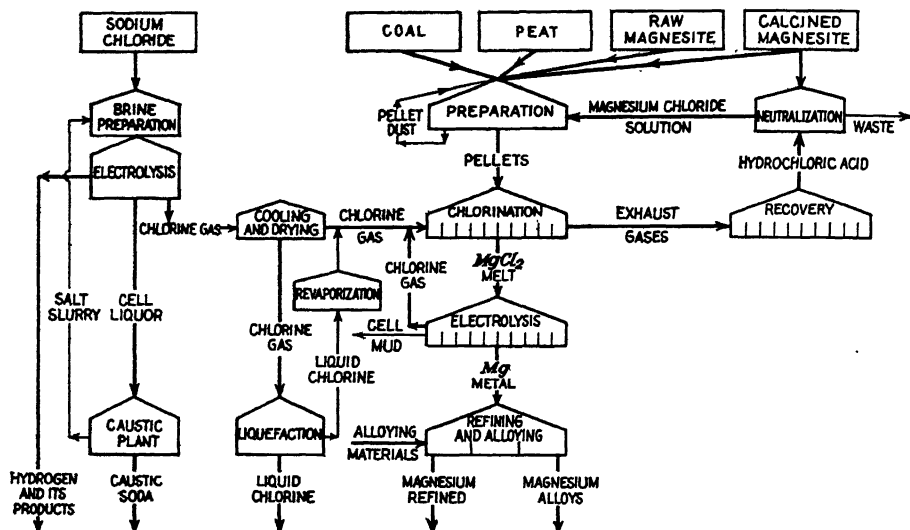 SODIUM
CHLORIDE
COAL
PEAT
RAW
MAGNESITE
CALCINED
MAGNESITE
BRINE
PREPARATION
PELLET
DUST
PREPARATION
MAGNESIUM CHLORIDE
SOLUTION
NEUTRALIZATION
WASTE
ELECTROLYSIS
PELLETS
HYDROCHLORIC ACID
CHLORINE GAS
COOLING
AND DRYING
CHLORINE
GAS
CHLORINATION
EXHAUST
GASES
RECOVERY
MgCl2
MELT
CHLORINE
GAS
REVAPORIZATION
SALT
SLURRY
CELL
LIQUOR
CHLORINE
GAS
LIQUID
CHLORINE
CELL
MUD
ELECTROLYSIS
Mg
METAL
CAUSTIC
PLANT
LIQUEFACTION
ALLOYING
MATERIALS
REFINING
AND ALLOYING
HYDROGEN
AND ITS
PRODUCTS
CAUSTIC
SODA
LIQUID
CHLORINE
MAGNESIUM
REFINED
MAGNESIUM
ALLOYS